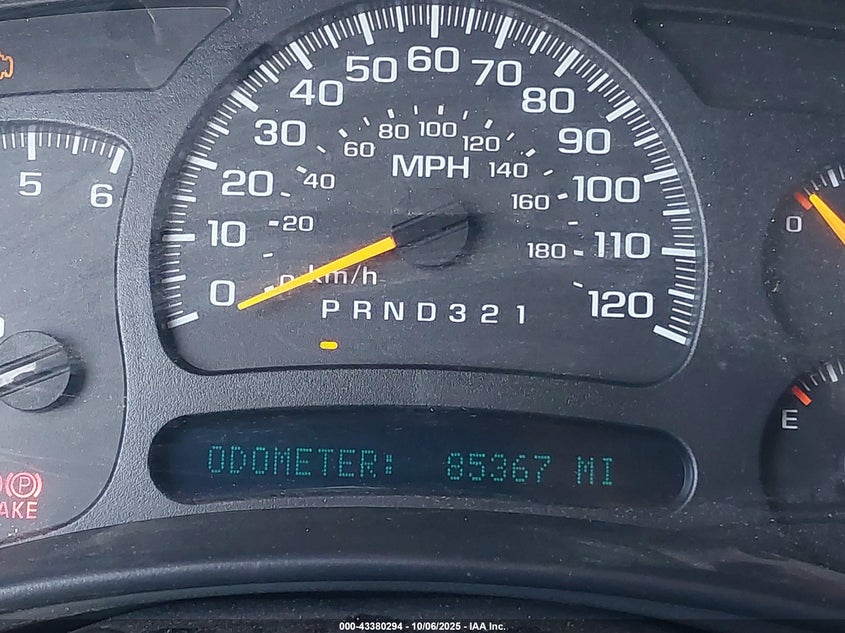 60
50 70
40 80
30 90
20 100
10 110
0 120
80 100 120
60 140
40 160
20 180
0 km/h
MPH
PRND321
5 6
0
E
ODOMETER: 85367 MI
P
AKE
000-43380294 - 10/06/2025 - IAA Inc.